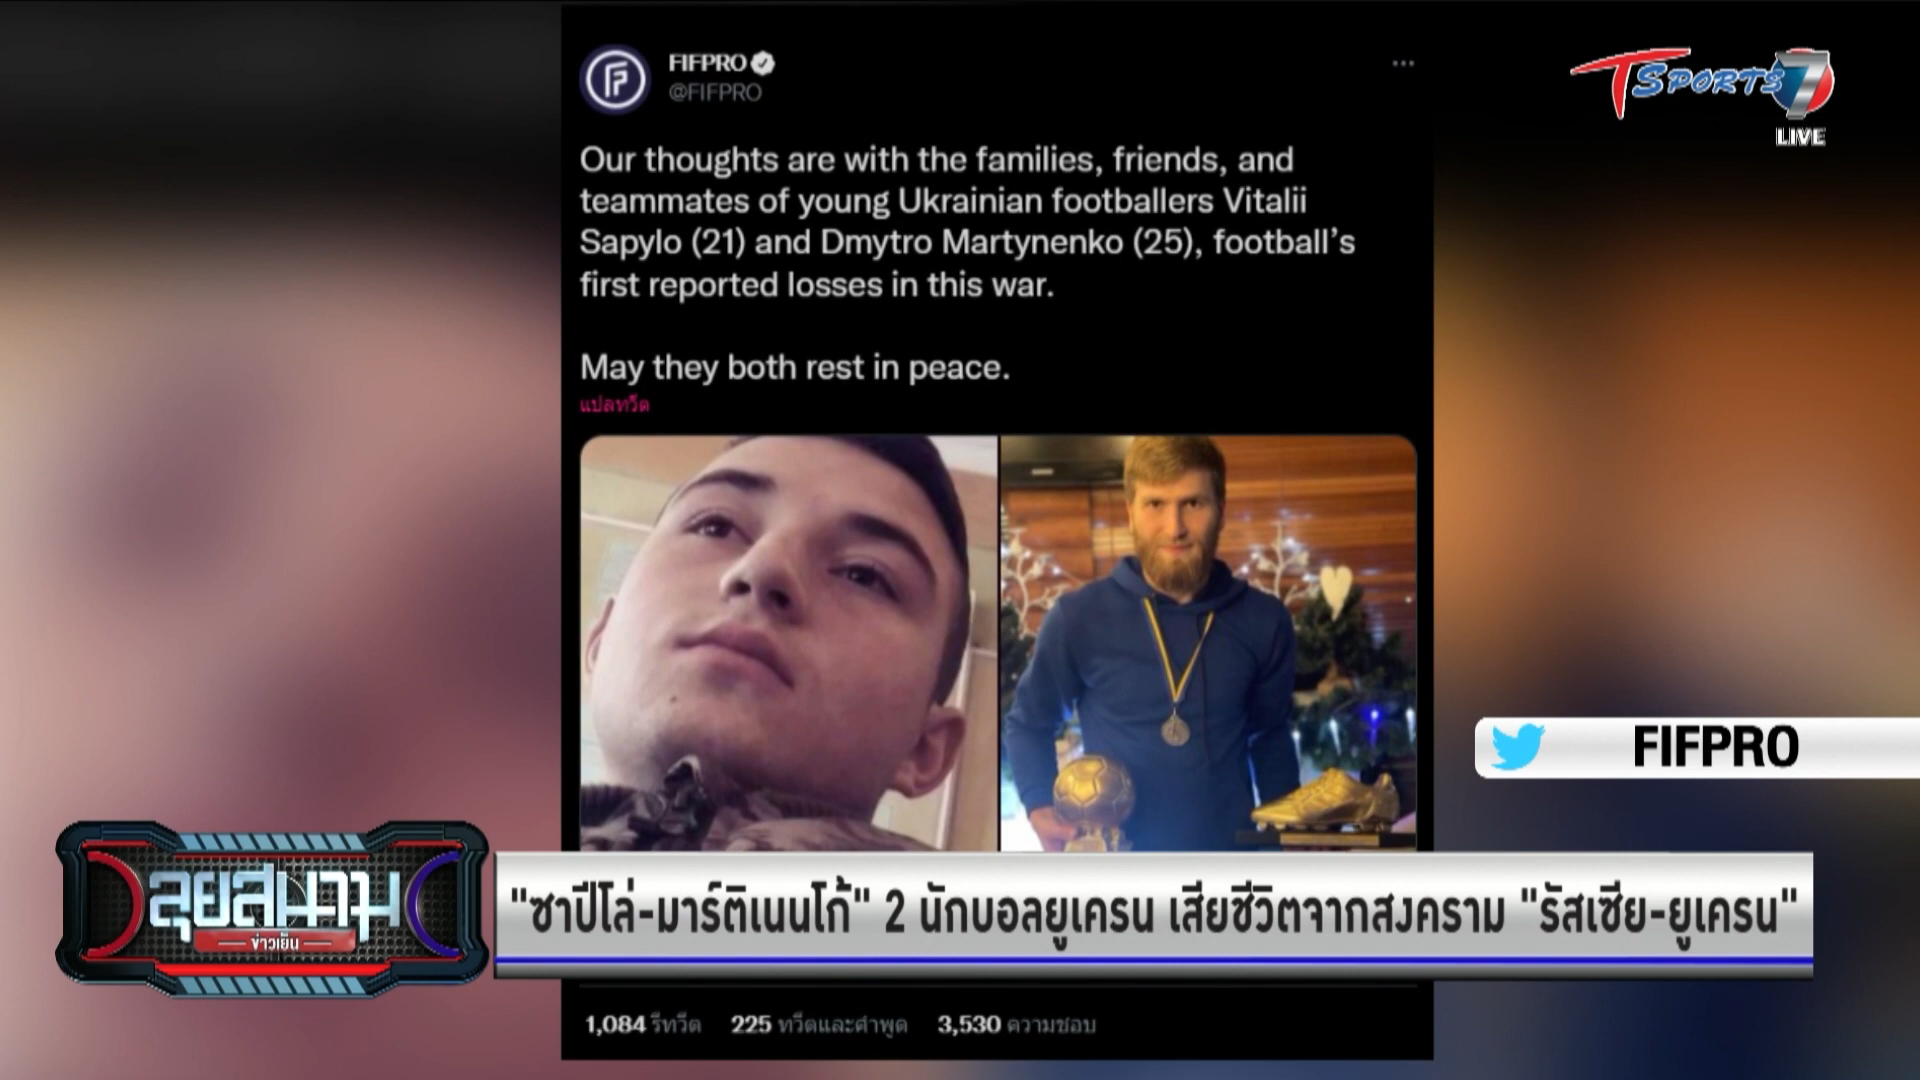 FIFPRO
@FIFPRO
TSPORTS 7
LIVE
Our thoughts are with the families, friends, and
teammates of young Ukrainian footballers Vitalii
Sapylo (21) and Dmytro Martynenko (25), football’s
first reported losses in this war.
May they both rest in peace.
แปลทวีต
FIFPRO
ลุยสนาม
ข่าวเย็น
"ซาปีโล่-มาร์ติเนนโก้" 2 นักบอลยูเครน เสียชีวิตจากสงคราม "รัสเซีย-ยูเครน"
1,084 รีทวีต 225 ทวีตและคำพูด 3,530 ความชอบ